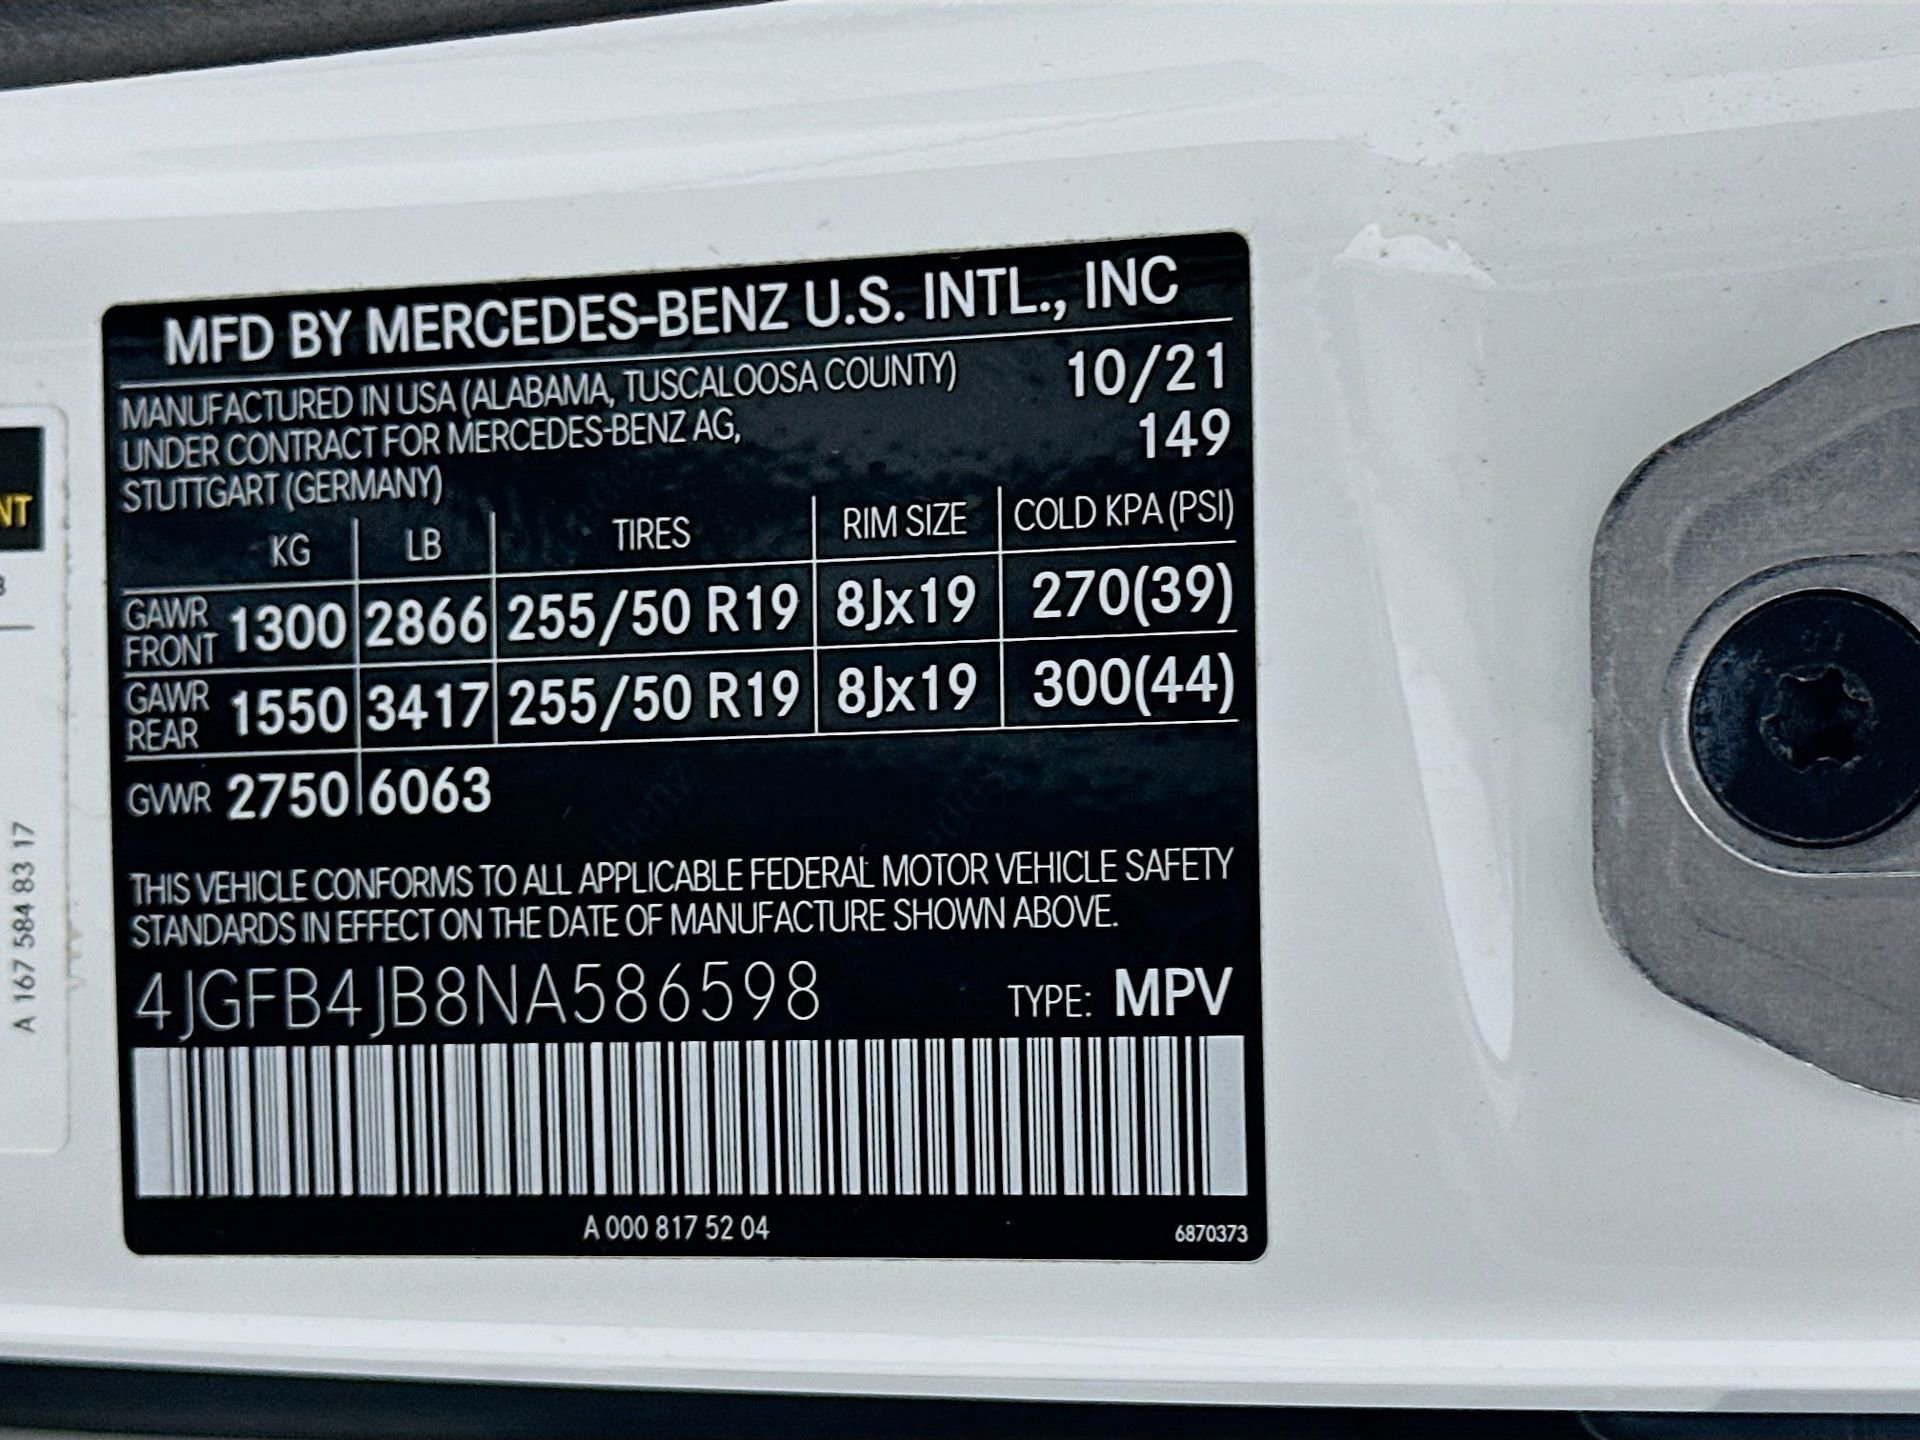 MFD BY MERCEDES-BENZ U.S. INTL., INC
MANUFACTURED IN USA (ALABAMA, TUSCALOOSA COUNTY) 10/21
UNDER CONTRACT FOR MERCEDES-BENZ AG, 149
STUTTGART (GERMANY)
KG LB TIRES RIM SIZE COLD KPA (PSI)
GAWR FRONT 1300 2866 255/50 R19 8Jx19 270(39)
GAWR REAR 1550 3417 255/50 R19 8Jx19 300(44)
GVWR 2750 6063
THIS VEHICLE CONFORMS TO ALL APPLICABLE FEDERAL MOTOR VEHICLE SAFETY
STANDARDS IN EFFECT ON THE DATE OF MANUFACTURE SHOWN ABOVE.
4JGFB4JB8NA586598 TYPE: MPV
A 000 817 52 04 6870373
NT
A 167 584 83 17